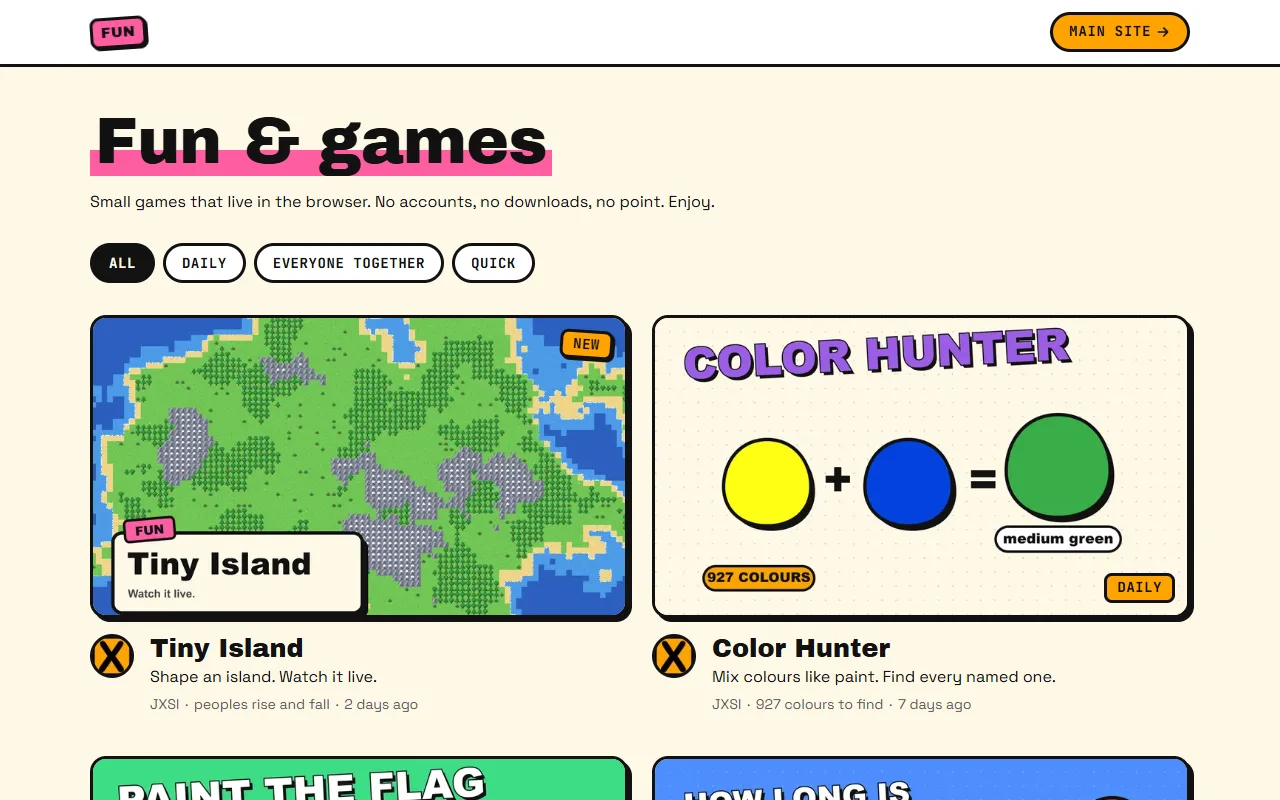 FUN
MAIN SITE →
Fun & games
Small games that live in the browser. No accounts, no downloads, no point. Enjoy.
ALL
DAILY
EVERYONE TOGETHER
QUICK
NEW
FUN
Tiny Island
Watch it live.
COLOR HUNTER
+
=
medium green
927 COLOURS
DAILY
X
Tiny Island
Shape an island. Watch it live.
JXSI · peoples rise and fall · 2 days ago
X
Color Hunter
Mix colours like paint. Find every named one.
JXSI · 927 colours to find · 7 days ago
PAINT THE FLAG
HOW LONG IS